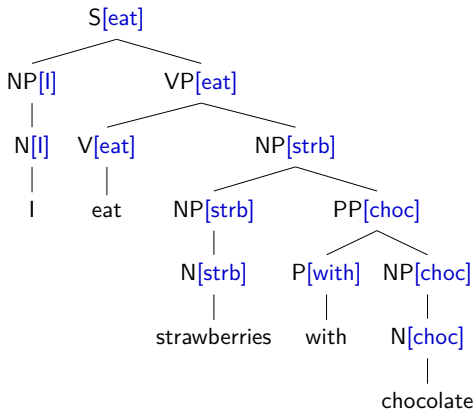 S[eat]
NP[I] VP[eat]
N[I] V[eat] NP[strb]
I eat NP[strb] PP[choc]
N[strb] P[with] NP[choc]
strawberries with N[choc]
chocolate